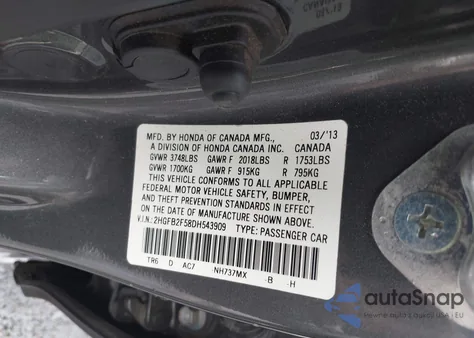 MFD. BY HONDA OF CANADA MFG., 03/'13
A DIVISION OF HONDA CANADA INC. CANADA
GVWR 3748LBS GAWR F 2018LBS R 1753LBS
GVWR 1700KG GAWR F 915KG R 795KG
THIS VEHICLE CONFORMS TO ALL APPLICABLE
FEDERAL MOTOR VEHICLE SAFETY, BUMPER,
AND THEFT PREVENTION STANDARDS IN EFFECT
ON THE DATE OF MANUFACTURE SHOWN ABOVE.
V.I.N.: 2HGFB2F58DH543909 TYPE: PASSENGER CAR
TR6 D AC7 -NH737MX -B -H
autoSnap